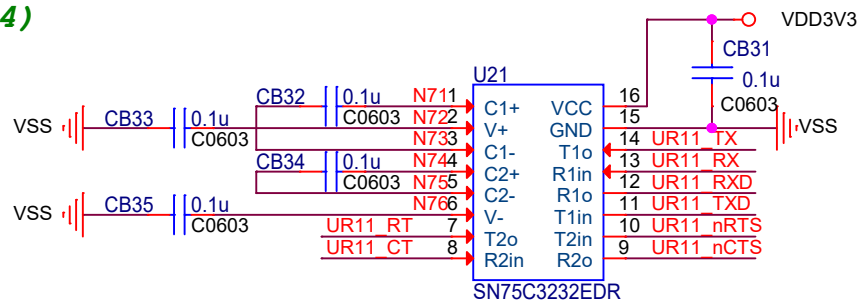 4)
VDD3V3
CB31
0.1u
C0603
VSS
U21
CB32 0.1u N71 1 C1+ VCC 16
C0603
VSS CB33 0.1u N72 2 V+ GND 15
C0603
N73 3 C1- T1o 14 UR11_TX
CB34 0.1u N74 4 C2+ R1in 13 UR11_RX
C0603
N75 5 C2- R1o 12 UR11_RXD
VSS CB35 0.1u N76 6 V- T1in 11 UR11_TXD
C0603
UR11_RT 7 T2o T2in 10 UR11_nRTS
UR11_CT 8 R2in R2o 9 UR11_nCTS
SN75C3232EDR